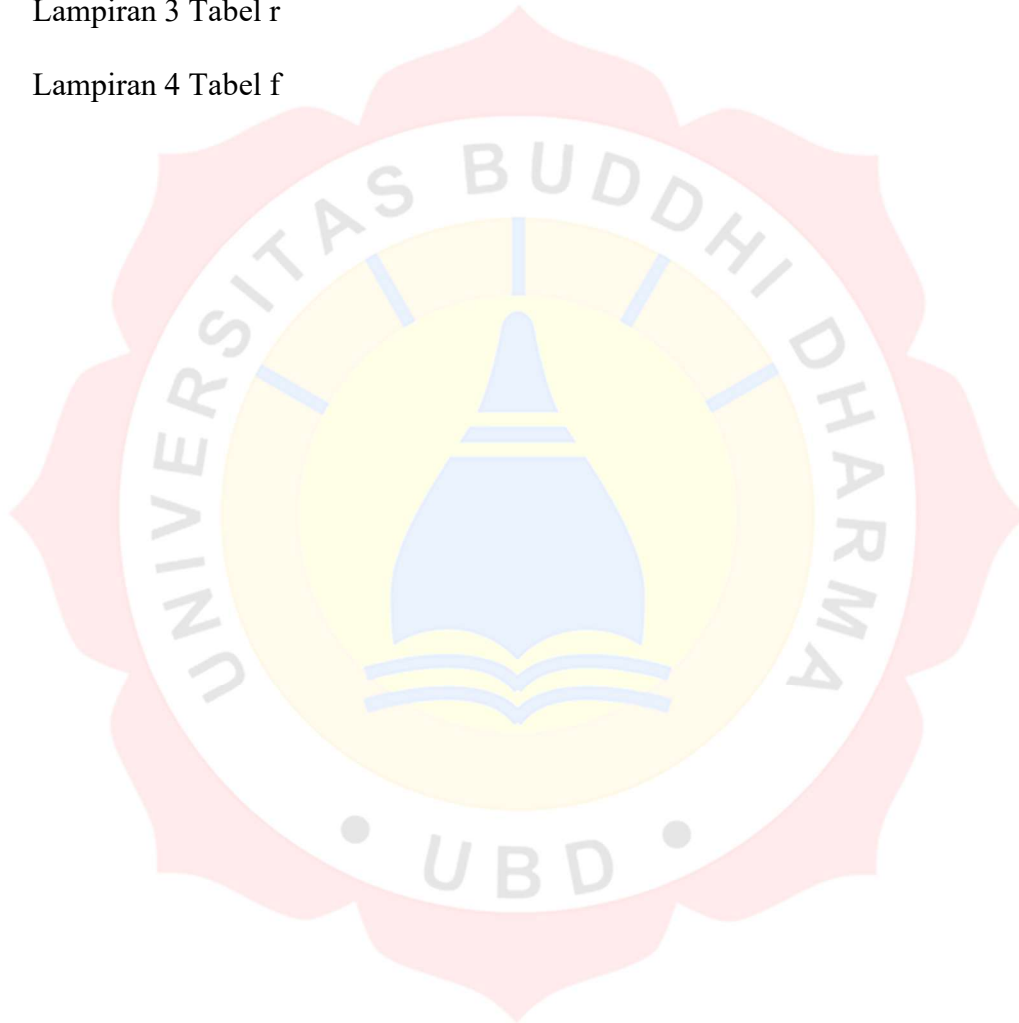 Lampiran 3 Tabel r
Lampiran 4 Tabel f
UNIVERSITAS BUDDHI DHARMA
• UBD •